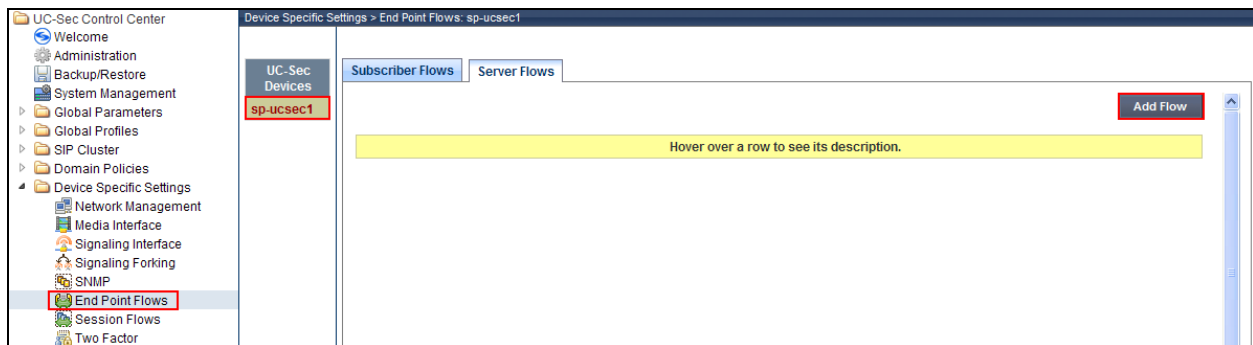 UC-Sec Control Center
Welcome
Administration
Backup/Restore
System Management
Global Parameters
Global Profiles
SIP Cluster
Domain Policies
Device Specific Settings
Network Management
Media Interface
Signaling Interface
Signaling Forking
SNMP
End Point Flows
Session Flows
Two Factor
Device Specific Settings > End Point Flows: sp-ucsec1
UC-Sec
Devices
sp-ucsec1
Subscriber Flows
Server Flows
Add Flow
Hover over a row to see its description.